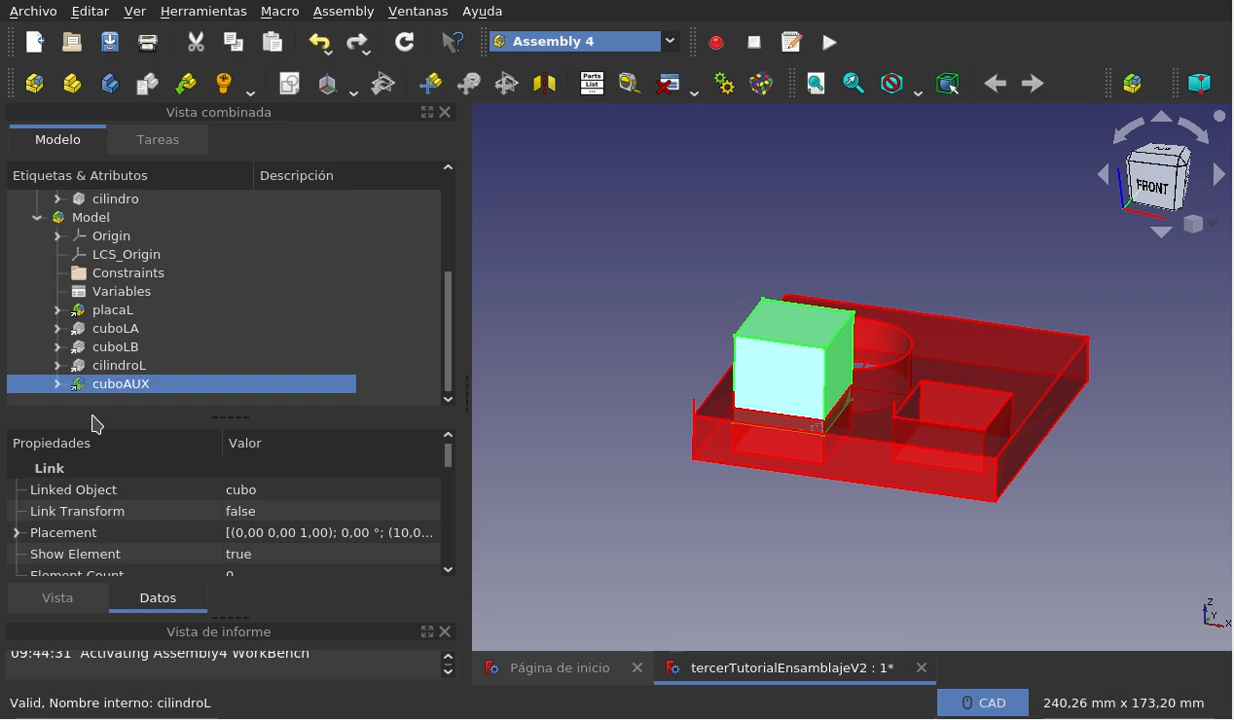 Archivo Editar Ver Herramientas Macro Assembly Ventanas Ayuda
Assembly 4
Parts List
Vista combinada
Modelo Tareas
Etiquetas & Atributos Descripción
cilindro
Model
Origin
LCS_Origin
Constraints
Variables
placaL
cuboLA
cuboLB
cilindroL
cuboAUX
FRONT
Propiedades Valor
Link
Linked Object cubo
Link Transform false
Placement [(0,00 0,00 1,00); 0,00 °; (10,0...
Show Element true
Element Count 0
Vista Datos
Z
Y
X
Vista de informe
09:44:31 Activating Assembly4 WorkBench
Página de inicio tercerTutorialEnsamblajeV2 : 1*
Valid, Nombre interno: cilindroL CAD 240,26 mm x 173,20 mm